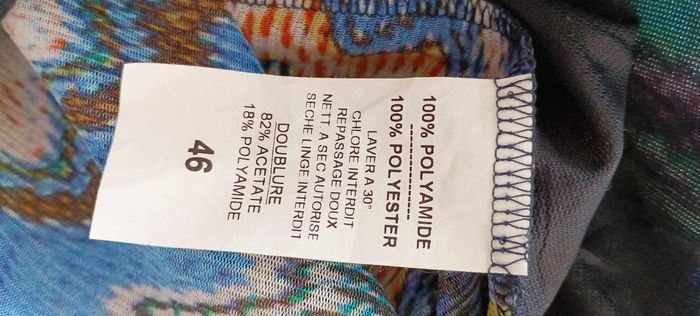 100% POLYAMIDE
------------------
100% POLYESTER
LAVER A 30°
CHLORE INTERDIT
REPASSAGE DOUX
NETT A SEC AUTORISE
SECHE LINGE INTERDIT
DOUBLURE
82% ACETATE
18% POLYAMIDE
46